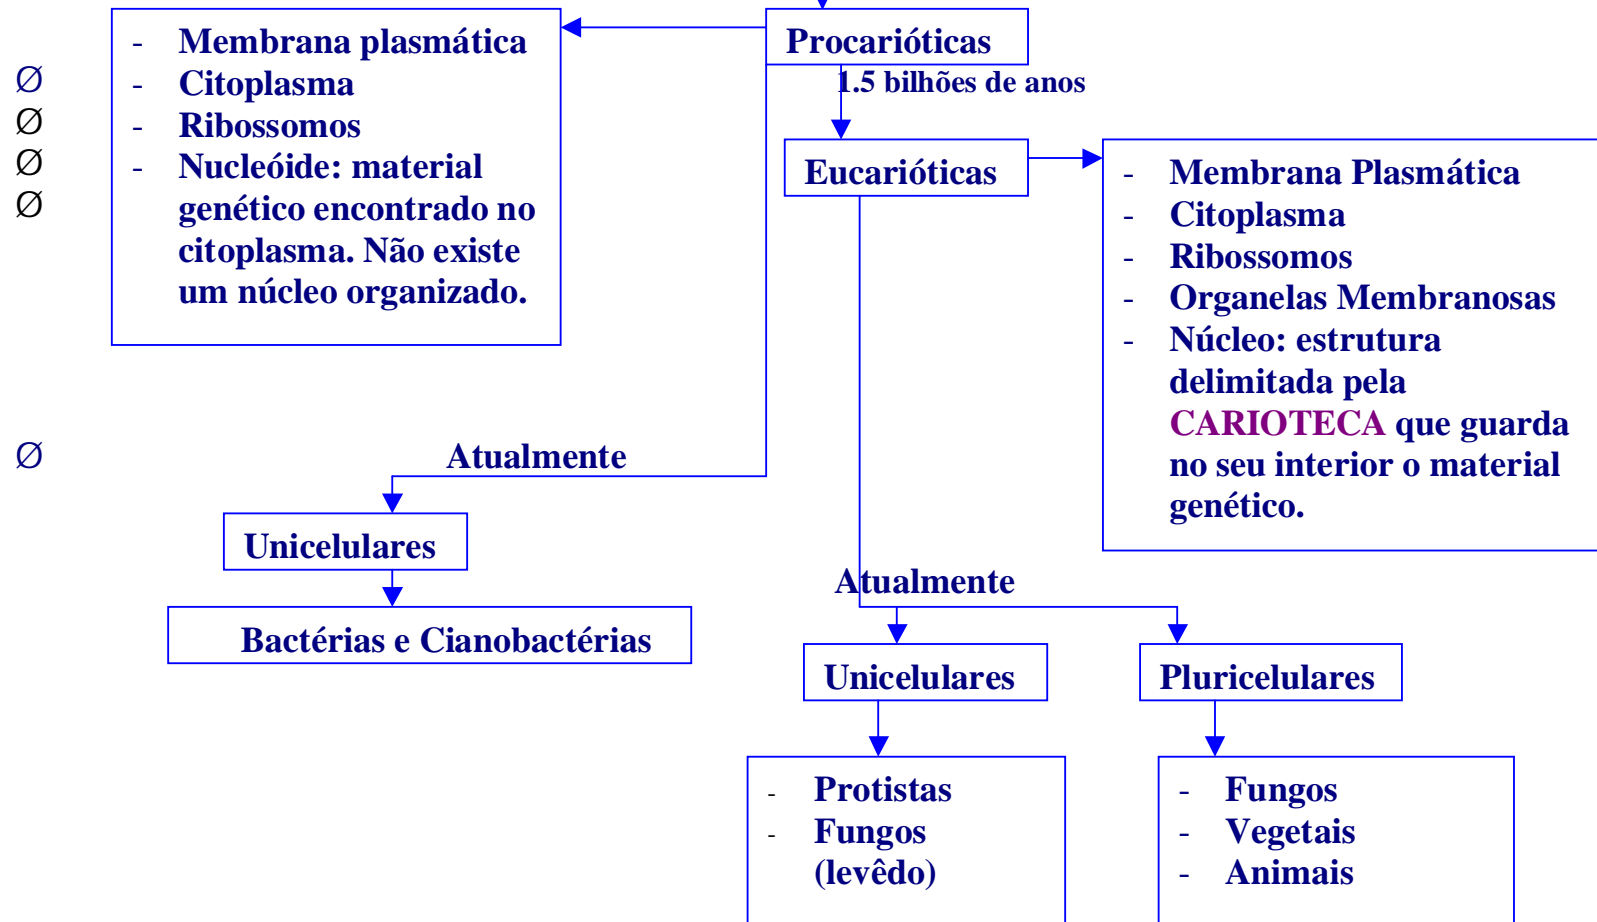 Procarióticas
- Membrana plasmática
Ø - Citoplasma
Ø - Ribossomos
Ø - Nucleóide: material
Ø genético encontrado no
citoplasma. Não existe
um núcleo organizado.
1.5 bilhões de anos
Eucarióticas
- Membrana Plasmática
- Citoplasma
- Ribossomos
- Organelas Membranosas
- Núcleo: estrutura
delimitada pela
CARIOTECA que guarda
no seu interior o material
genético.
Ø Atualmente
Unicelulares
Bactérias e Cianobactérias
Atualmente
Unicelulares
Pluricelulares
- Protistas
- Fungos
(levêdo)
- Fungos
- Vegetais
- Animais